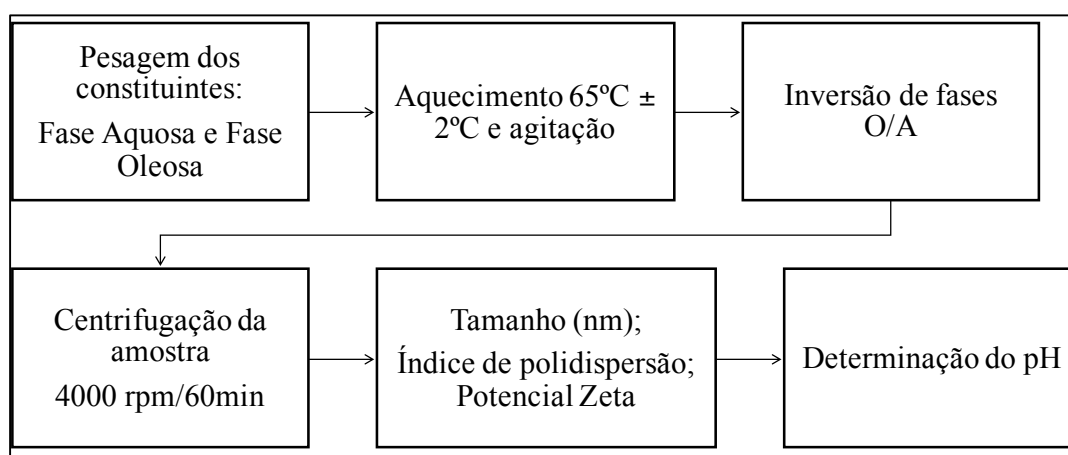 Pesagem dos
constituintes:
Fase Aquosa e Fase
Oleosa
Aquecimento 65ºC ±
2ºC e agitação
Inversão de fases
O/A
Centrifugação da
amostra
4000 rpm/60min
Tamanho (nm);
Índice de polidispersão;
Potencial Zeta
Determinação do pH